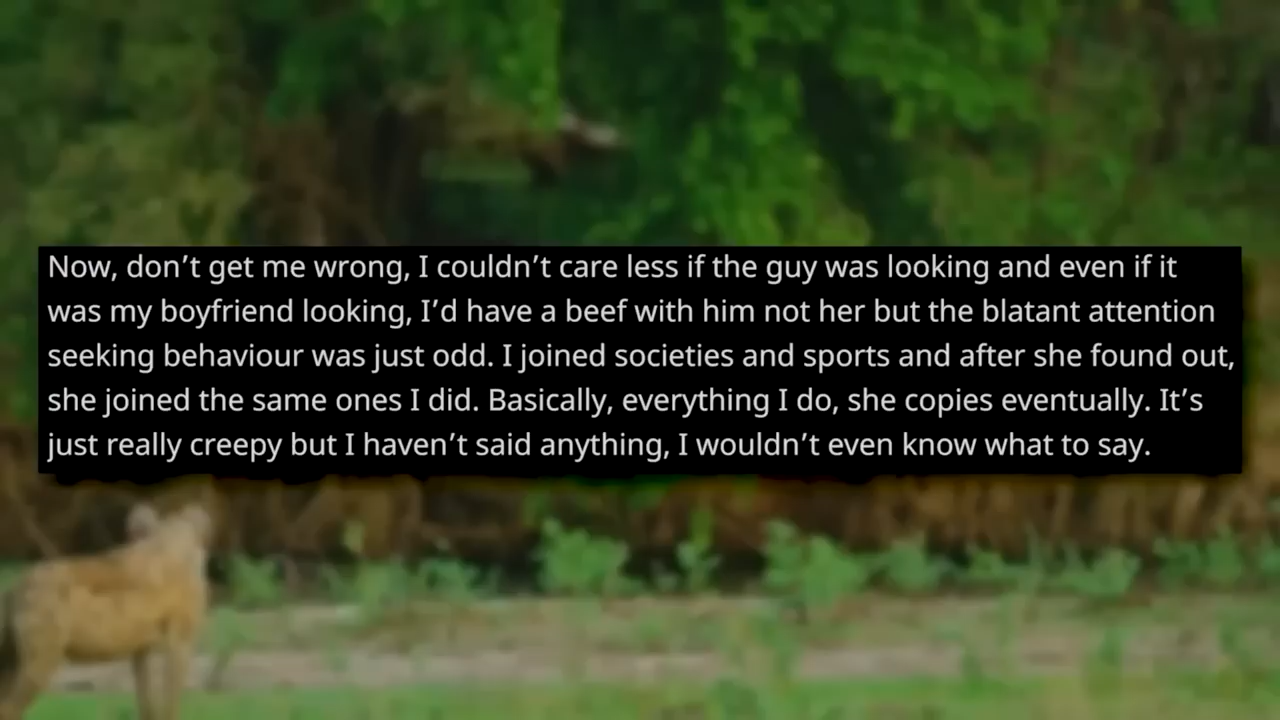 Now, don’t get me wrong, I couldn’t care less if the guy was looking and even if it
was my boyfriend looking, I’d have a beef with him not her but the blatant attention
seeking behaviour was just odd. I joined societies and sports and after she found out,
she joined the same ones I did. Basically, everything I do, she copies eventually. It’s
just really creepy but I haven’t said anything, I wouldn’t even know what to say.